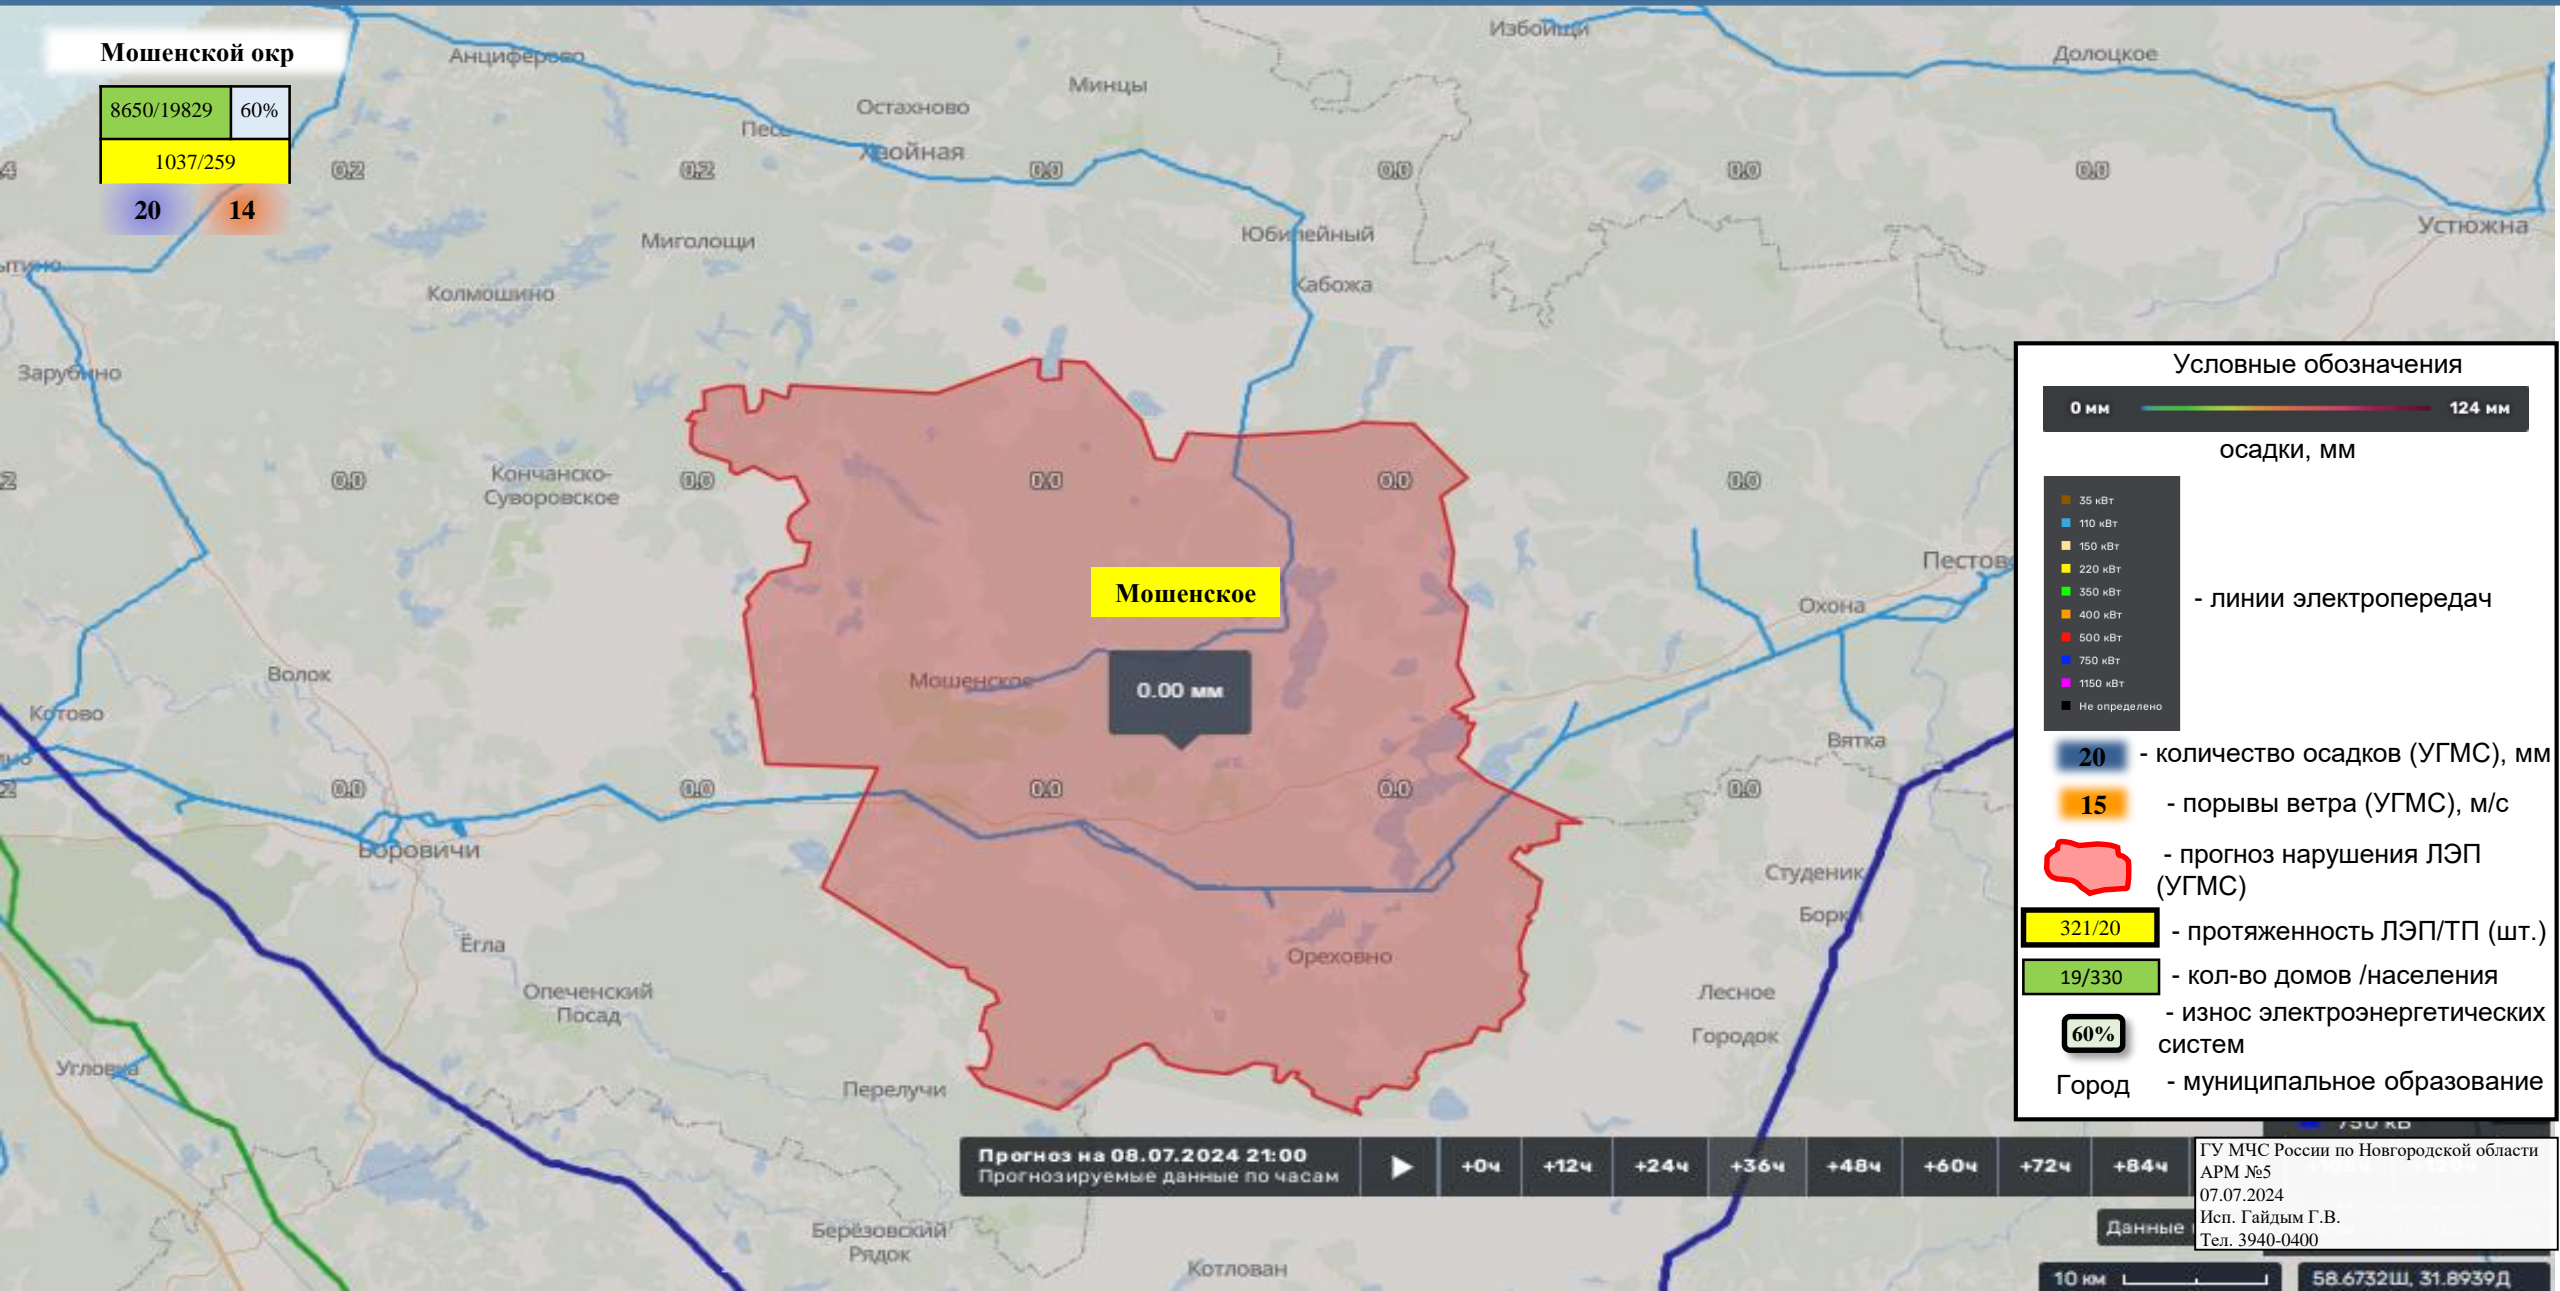 Мошенской окр
8650/19829 60%
1037/259
20 14
Анциферово
Избоищи
Долоцкое
Минцы
Остахново
Хвойная
0.2
0.2
0.0
0.0
0.0
0.0
Миголощи
Юбилейный
Устюжна
Колмошино
Кабожа
Зарубино
Кончанско-
Суворовское
0.0
0.0
0.0
0.0
0.0
Мошенское
Охона
Волок
Мошенское
0.00 мм
Котово
Вятка
0.0
0.0
0.0
0.0
0.0
Боровичи
Студеник
Ёгла
Ореховно
Опеченский
Посад
Лесное
Городок
Угловка
Перелучи
Берёзовский
Рядок
Котлован
Условные обозначения
0 мм 124 мм
осадки, мм
35 кВт
110 кВт
150 кВт
220 кВт
350 кВт
400 кВт
500 кВт
750 кВт
1150 кВт
Не определено
- линии электропередач
20 - количество осадков (УГМС), мм
15 - порывы ветра (УГМС), м/с
- прогноз нарушения ЛЭП
(УГМС)
321/20 - протяженность ЛЭП/ТП (шт.)
19/330 - кол-во домов /населения
60% - износ электроэнергетических
систем
Город - муниципальное образование
Прогноз на 08.07.2024 21:00
Прогнозируемые данные по часам
+0ч +12ч +24ч +36ч +48ч +60ч +72ч +84ч
ГУ МЧС России по Новгородской области
АРМ №5
07.07.2024
Исп. Гайдым Г.В.
Тел. 3940-0400
Данные
10 км
58.6732Ш, 31.8939Д